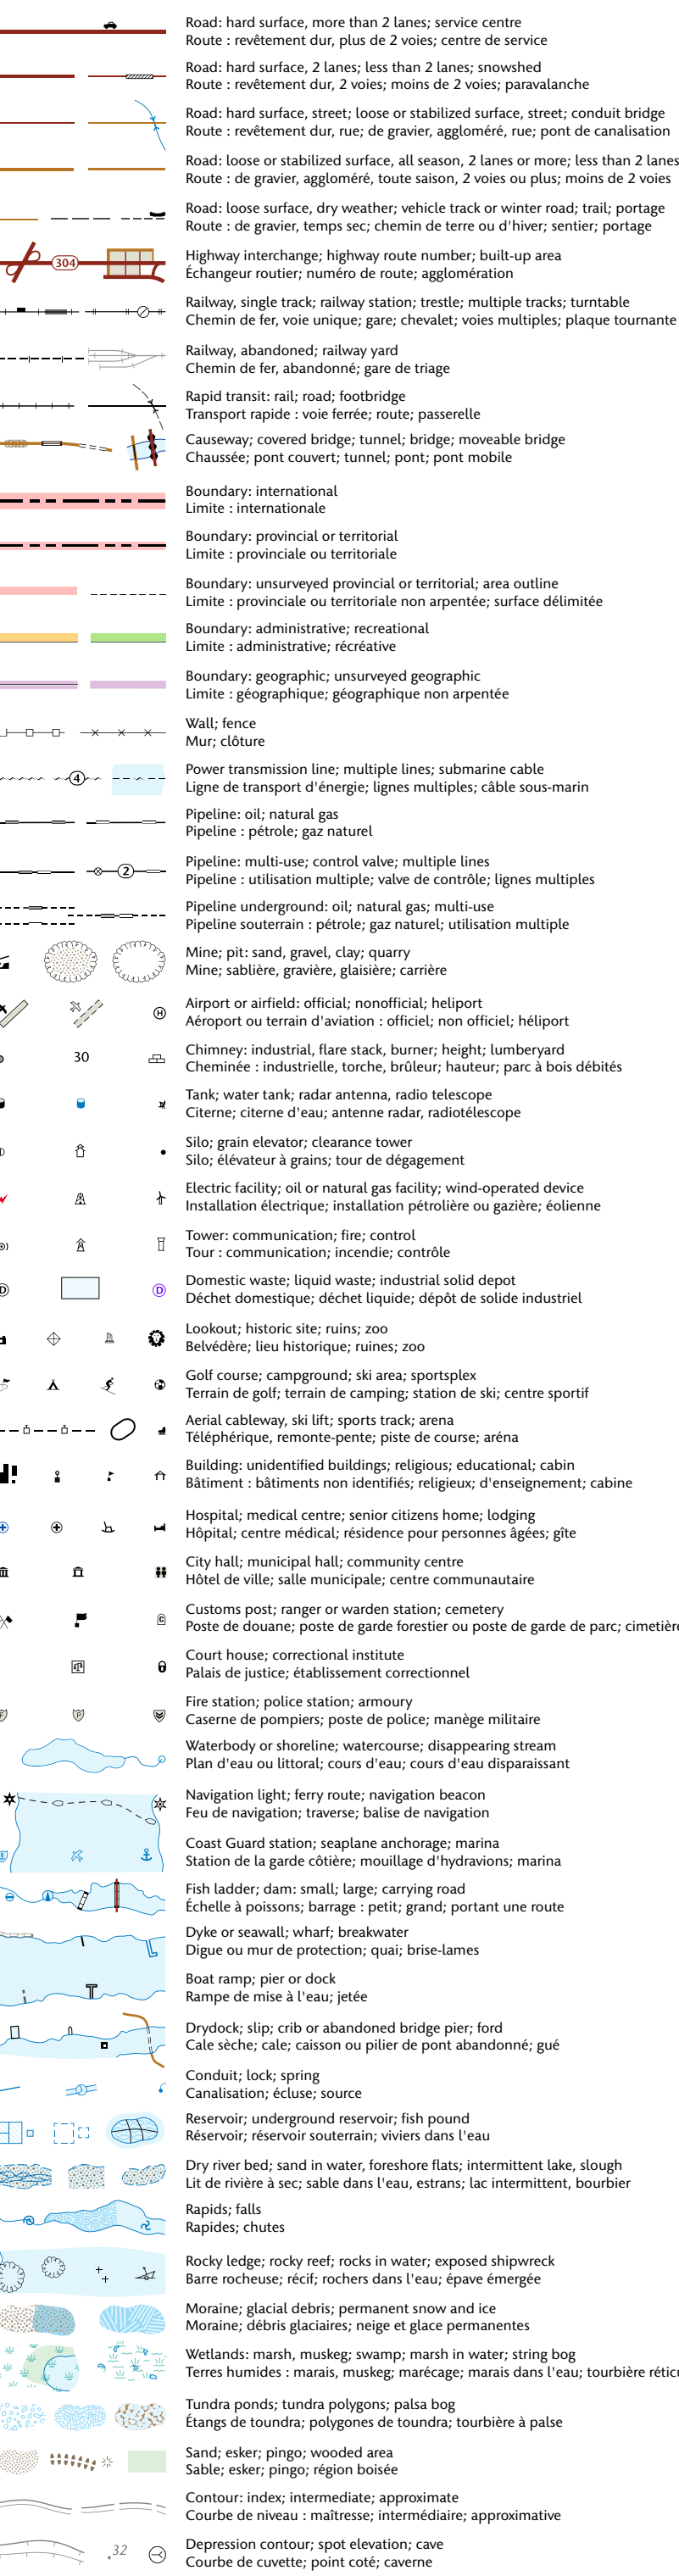 Road: hard surface, more than 2 lanes; service centre
Route : revêtement dur, plus de 2 voies; centre de service
Road: hard surface, 2 lanes; less than 2 lanes; snowshed
Route : revêtement dur, 2 voies; moins de 2 voies; paravalanche
Road: hard surface, street; loose or stabilized surface, street; conduit bridge
Route : revêtement dur, rue; de gravier, aggloméré, rue; pont de canalisation
Road: loose or stabilized surface, all season, 2 lanes or more; less than 2 lanes
Route : de gravier, aggloméré, toute saison, 2 voies ou plus; moins de 2 voies
Road: loose surface, dry weather; vehicle track or winter road; trail; portage
Route : de gravier, temps sec; chemin de terre ou d'hiver; sentier; portage
304
Highway interchange; highway route number; built-up area
Échangeur routier; numéro de route; agglomération
Railway, single track; railway station; trestle; multiple tracks; turntable
Chemin de fer, voie unique; gare; chevalet; voies multiples; plaque tournante
Railway, abandoned; railway yard
Chemin de fer, abandonné; gare de triage
Rapid transit: rail; road; footbridge
Transport rapide : voie ferrée; route; passerelle
Causeway; covered bridge; tunnel; bridge; moveable bridge
Chaussée; pont couvert; tunnel; pont; pont mobile
Boundary: international
Limite : internationale
Boundary: provincial or territorial
Limite : provinciale ou territoriale
Boundary: unsurveyed provincial or territorial; area outline
Limite : provinciale ou territoriale non arpentée; surface délimitée
Boundary: administrative; recreational
Limite : administrative; récréative
Boundary: geographic; unsurveyed geographic
Limite : géographique; géographique non arpentée
Wall; fence
Mur; clôture
4
Power transmission line; multiple lines; submarine cable
Ligne de transport d'énergie; lignes multiples; câble sous-marin
Pipeline: oil; natural gas
Pipeline : pétrole; gaz naturel
2
Pipeline: multi-use; control valve; multiple lines
Pipeline : utilisation multiple; valve de contrôle; lignes multiples
Pipeline underground: oil; natural gas; multi-use
Pipeline souterrain : pétrole; gaz naturel; utilisation multiple
Mine; pit: sand, gravel, clay; quarry
Mine; sablière, gravière, glaisière; carrière
H
Airport or airfield: official; nonofficial; heliport
Aéroport ou terrain d'aviation : officiel; non officiel; héliport
30
Chimney: industrial, flare stack, burner; height; lumberyard
Cheminée : industrielle, torche, brûleur; hauteur; parc à bois débités
Tank; water tank; radar antenna, radio telescope
Citerne; citerne d'eau; antenne radar, radiotélescope
Silo; grain elevator; clearance tower
Silo; élévateur à grains; tour de dégagement
Electric facility; oil or natural gas facility; wind-operated device
Installation électrique; installation pétrolière ou gazière; éolienne
Tower: communication; fire; control
Tour : communication; incendie; contrôle
D D
Domestic waste; liquid waste; industrial solid depot
Déchet domestique; déchet liquide; dépôt de solide industriel
Lookout; historic site; ruins; zoo
Belvédère; lieu historique; ruines; zoo
Golf course; campground; ski area; sportsplex
Terrain de golf; terrain de camping; station de ski; centre sportif
Aerial cableway, ski lift; sports track; arena
Téléphérique, remonte-pente; piste de course; aréna
Building: unidentified buildings; religious; educational; cabin
Bâtiment : bâtiments non identifiés; religieux; d'enseignement; cabine
Hospital; medical centre; senior citizens home; lodging
Hôpital; centre médical; résidence pour personnes âgées; gîte
City hall; municipal hall; community centre
Hôtel de ville; salle municipale; centre communautaire
C
Customs post; ranger or warden station; cemetery
Poste de douane; poste de garde forestier ou poste de garde de parc; cimetière
Court house; correctional institute
Palais de justice; établissement correctionnel
F P
Fire station; police station; armoury
Caserne de pompiers; poste de police; manège militaire
Waterbody or shoreline; watercourse; disappearing stream
Plan d'eau ou littoral; cours d'eau; cours d'eau disparaissant
Navigation light; ferry route; navigation beacon
Feu de navigation; traverse; balise de navigation
Coast Guard station; seaplane anchorage; marina
Station de la garde côtière; mouillage d'hydravions; marina
Fish ladder; dam: small; large; carrying road
Échelle à poissons; barrage : petit; grand; portant une route
Dyke or seawall; wharf; breakwater
Digue ou mur de protection; quai; brise-lames
Boat ramp; pier or dock
Rampe de mise à l'eau; jetée
Drydock; slip; crib or abandoned bridge pier; ford
Cale sèche; cale; caisson ou pilier de pont abandonné; gué
Conduit; lock; spring
Canalisation; écluse; source
Reservoir; underground reservoir; fish pound
Réservoir; réservoir souterrain; viviers dans l'eau
Dry river bed; sand in water, foreshore flats; intermittent lake, slough
Lit de rivière à sec; sable dans l'eau, estrans; lac intermittent, bourbier
Rapids; falls
Rapides; chutes
Rocky ledge; rocky reef; rocks in water; exposed shipwreck
Barre rocheuse; récif; rochers dans l'eau; épave émergée
Moraine; glacial debris; permanent snow and ice
Moraine; débris glaciaires; neige et glace permanentes
Wetlands: marsh, muskeg; swamp; marsh in water; string bog
Terres humides : marais, muskeg; marécage; marais dans l'eau; tourbière réticu
Tundra ponds; tundra polygons; palsa bog
Étangs de toundra; polygones de toundra; tourbière à palse
Sand; esker; pingo; wooded area
Sable; esker; pingo; région boisée
Contour: index; intermediate; approximate
Courbe de niveau : maîtresse; intermédiaire; approximative
.32
Depression contour; spot elevation; cave
Courbe de cuvette; point coté; caverne